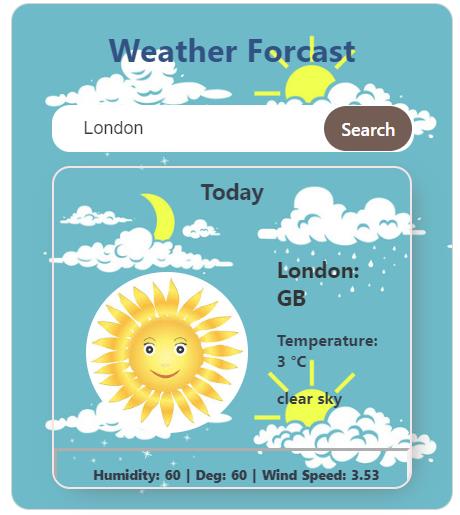 Weather Forcast
London
Search
Today
London:
GB
Temperature:
3 °C
clear sky
Humidity: 60 | Deg: 60 | Wind Speed: 3.53